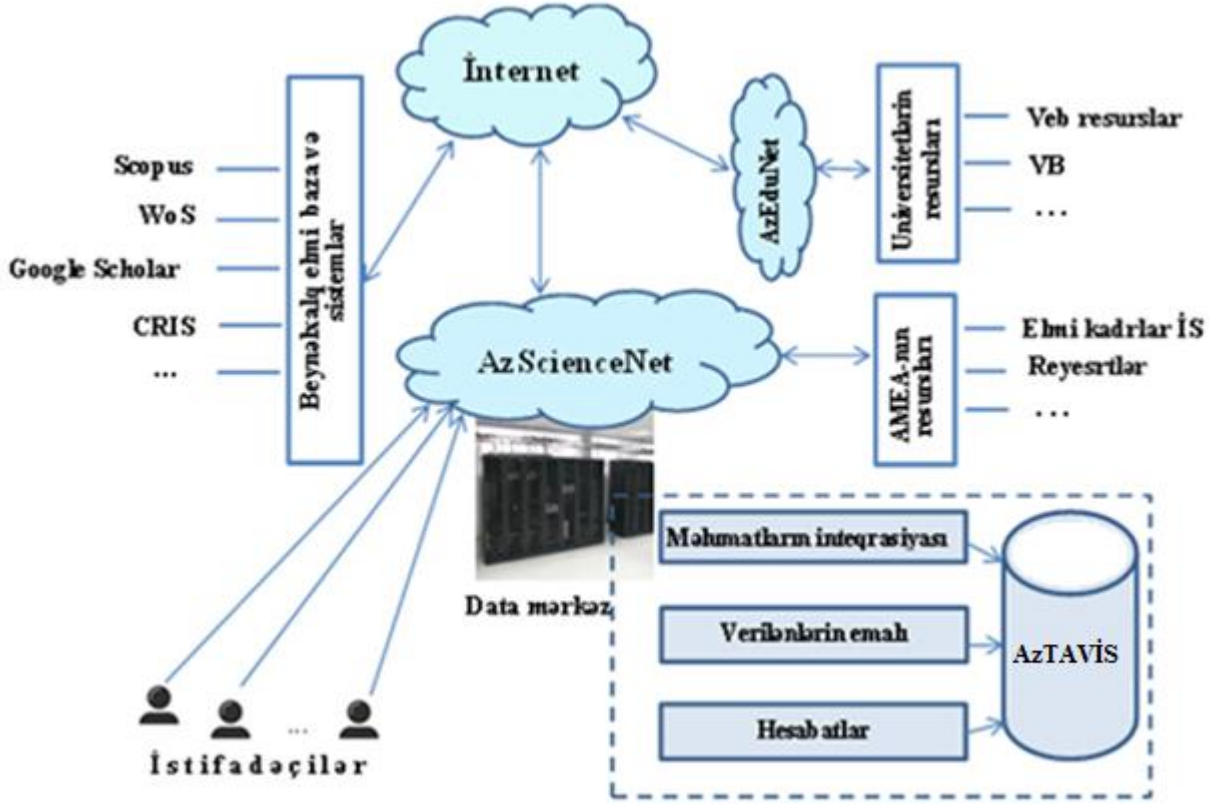 İnternet
Scopus
WoS
Google Scholar
CRIS
...
Beynəlxalq elmi baza və
sistemlər
AzEduNet
Universitetlərin
resursları
Veb resurslar
VB
...
AzScienceNet
AMEA-nın
resursları
Elmi kadrlar İS
Reyesrtlər
...
Data mərkəz
Məlumatların inteqrasiyası
Verilənlərin emalı
Hesabatlar
AzTAVİS
...
İstifadəçilər